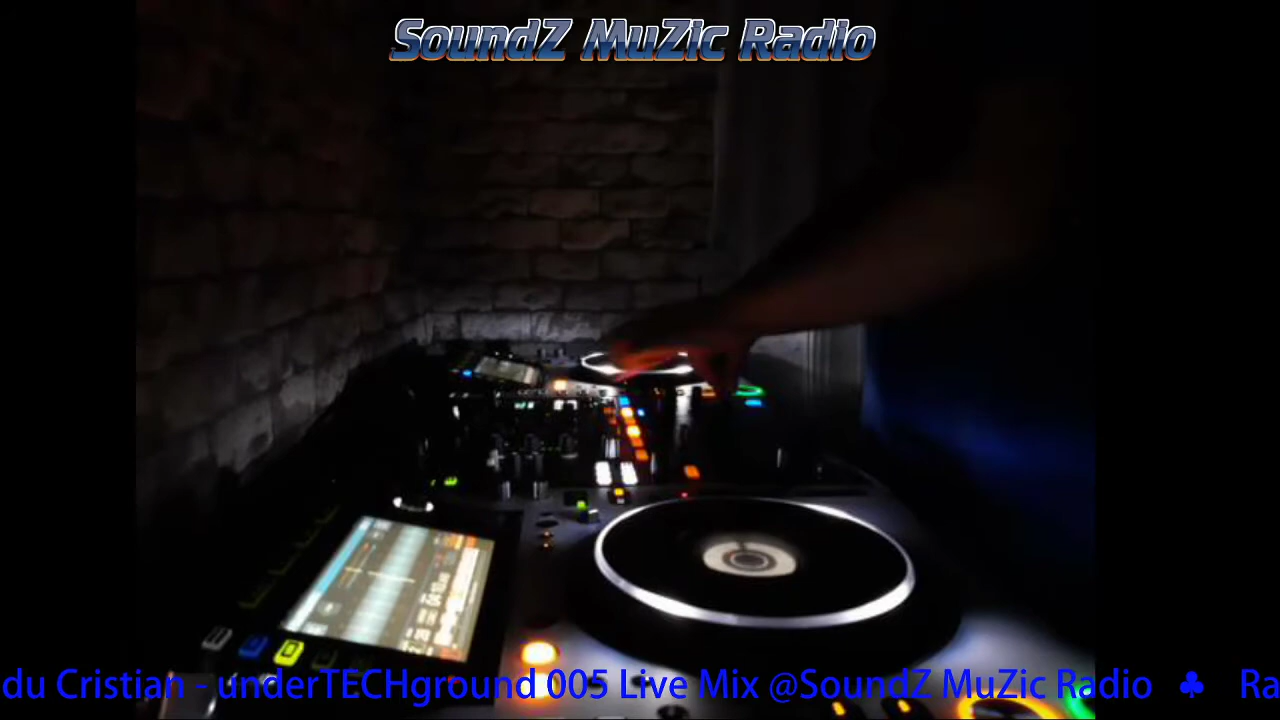 SoundZ MuZic Radio
du Cristian - underTECHground 005 Live Mix @SoundZ MuZic Radio ♣ Ra